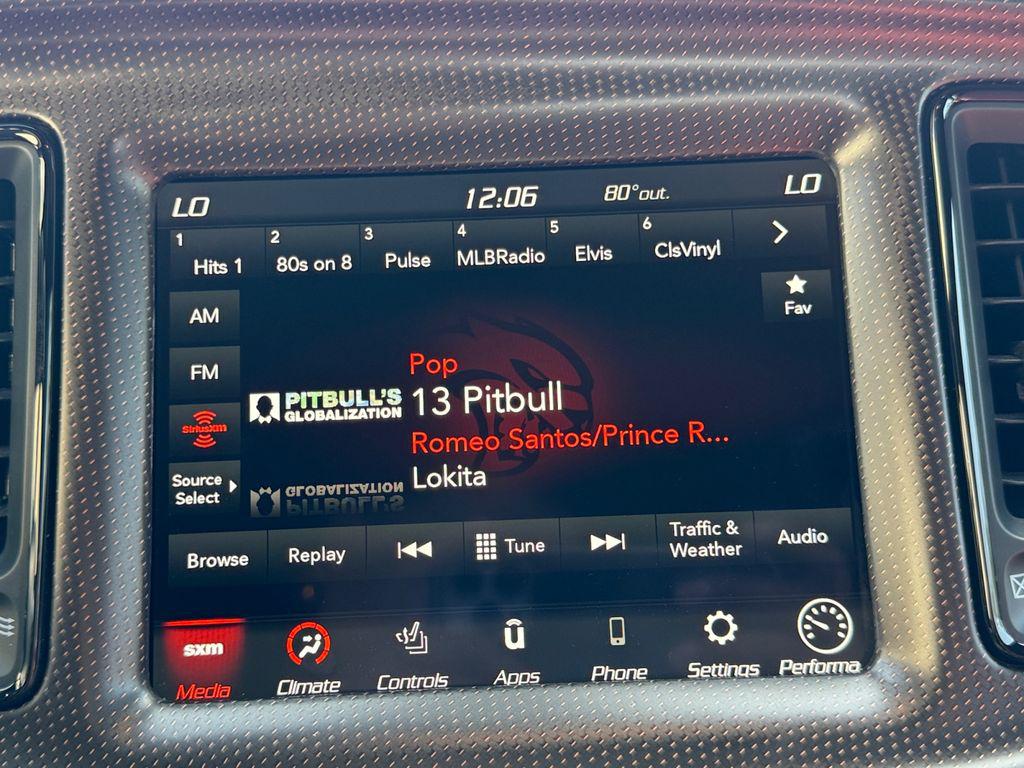 LO 12:06 80°out. LO
1 2 3 4 5 6
Hits 1 80s on 8 Pulse MLBRadio Elvis ClsVinyl
Fav
AM
FM
SiriusXM
Source
Select
PITBULL'S
GLOBALIZATION
Pop
13 Pitbull
Romeo Santos/Prince R...
Lokita
GLOBALIZATION
PITBULL'S
Browse Replay Tune Traffic &
Weather Audio
sxm
Media Climate Controls Apps Phone Settings Performa